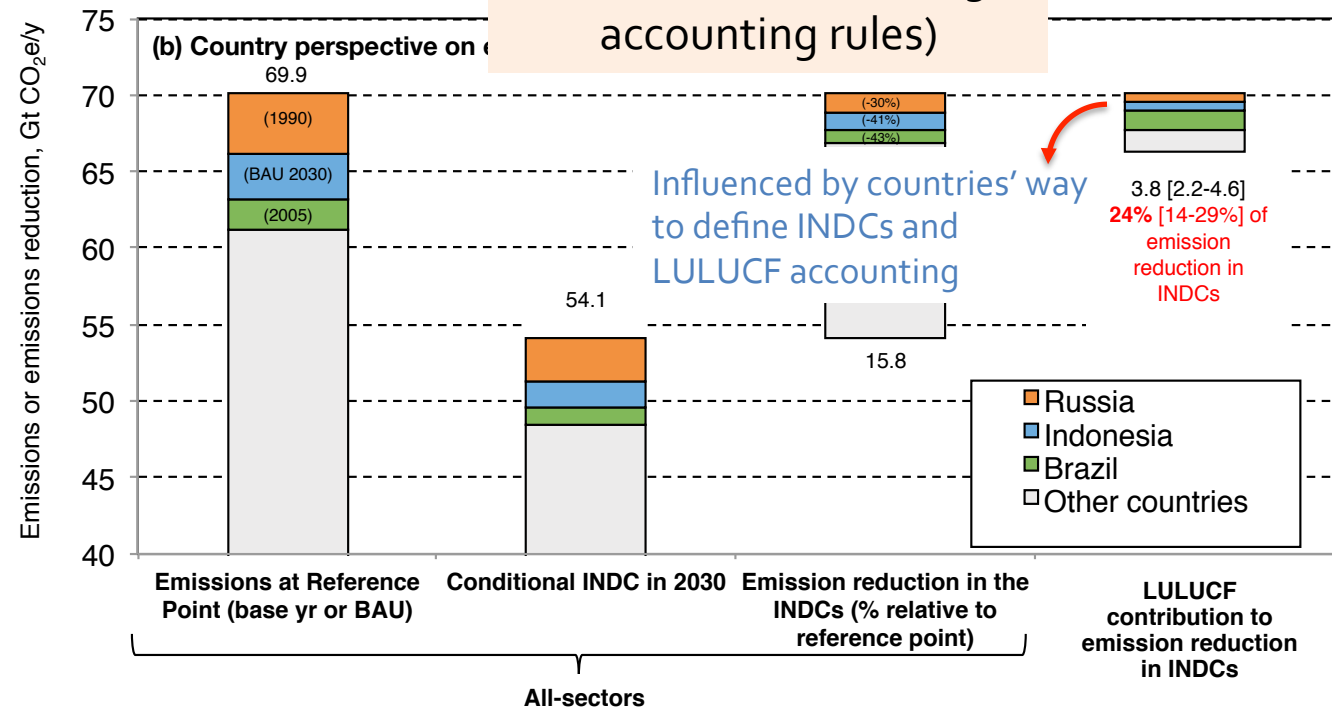 accounting rules)
(b) Country perspective on
Emissions or emissions reduction, Gt CO₂e/y
75
70
65
60
55
50
45
40
69.9
(1990)
(BAU 2030)
(2005)
54.1
(-30%)
(-41%)
(-43%)
15.8
Influenced by countries’ way
to define INDCs and
LULUCF accounting
3.8 [2.2-4.6]
24% [14-29%] of
emission
reduction in
INDCs
Russia
Indonesia
Brazil
Other countries
Emissions at Reference
Point (base yr or BAU)
Conditional INDC in 2030
Emission reduction in the
INDCs (% relative to
reference point)
LULUCF
contribution to
emission reduction
in INDCs
All-sectors